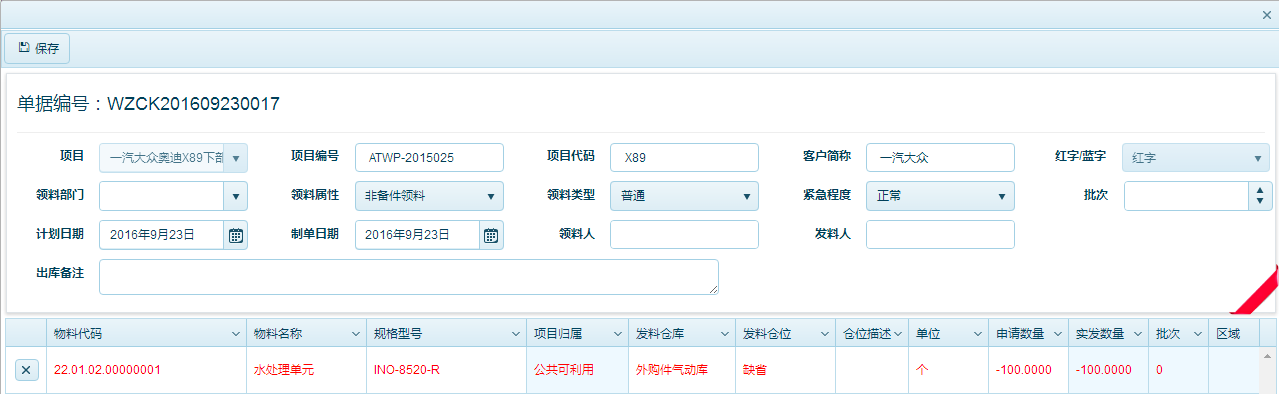 保存
单据编号：WZCK201609230017
项目 一汽大众奥迪X89下部 项目编号 ATWP-2015025 项目代码 X89 客户简称 一汽大众 红字/蓝字 红字
领料部门 领料属性 非备件领料 领料类型 普通 紧急程度 正常 批次
计划日期 2016年9月23日 制单日期 2016年9月23日 领料人 发料人
出库备注
物料代码 物料名称 规格型号 项目归属 发料仓库 发料仓位 仓位描述 单位 申请数量 实发数量 批次 区域
22.01.02.00000001 水处理单元 INO-8520-R 公共可利用 外购件气动库 缺省 个 -100.0000 -100.0000 0